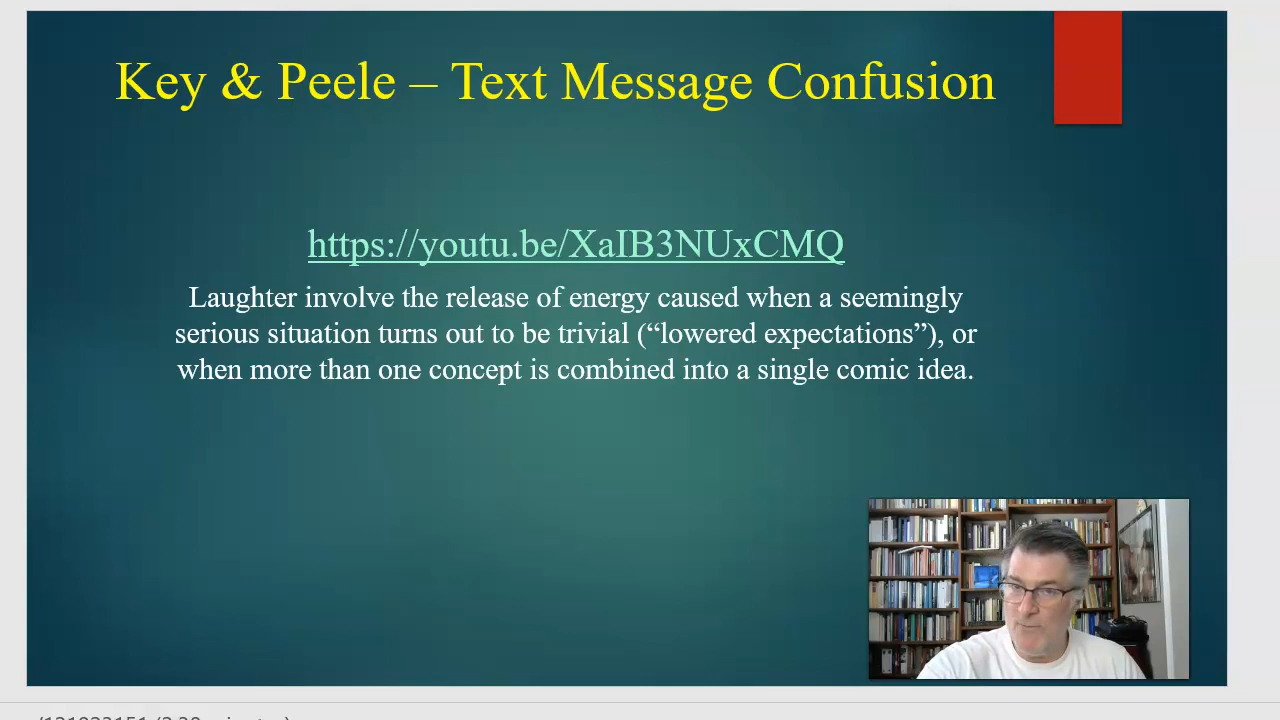 Key & Peele – Text Message Confusion
https://youtu.be/XaIB3NUxCMQ
Laughter involve the release of energy caused when a seemingly
serious situation turns out to be trivial (“lowered expectations”), or
when more than one concept is combined into a single comic idea.